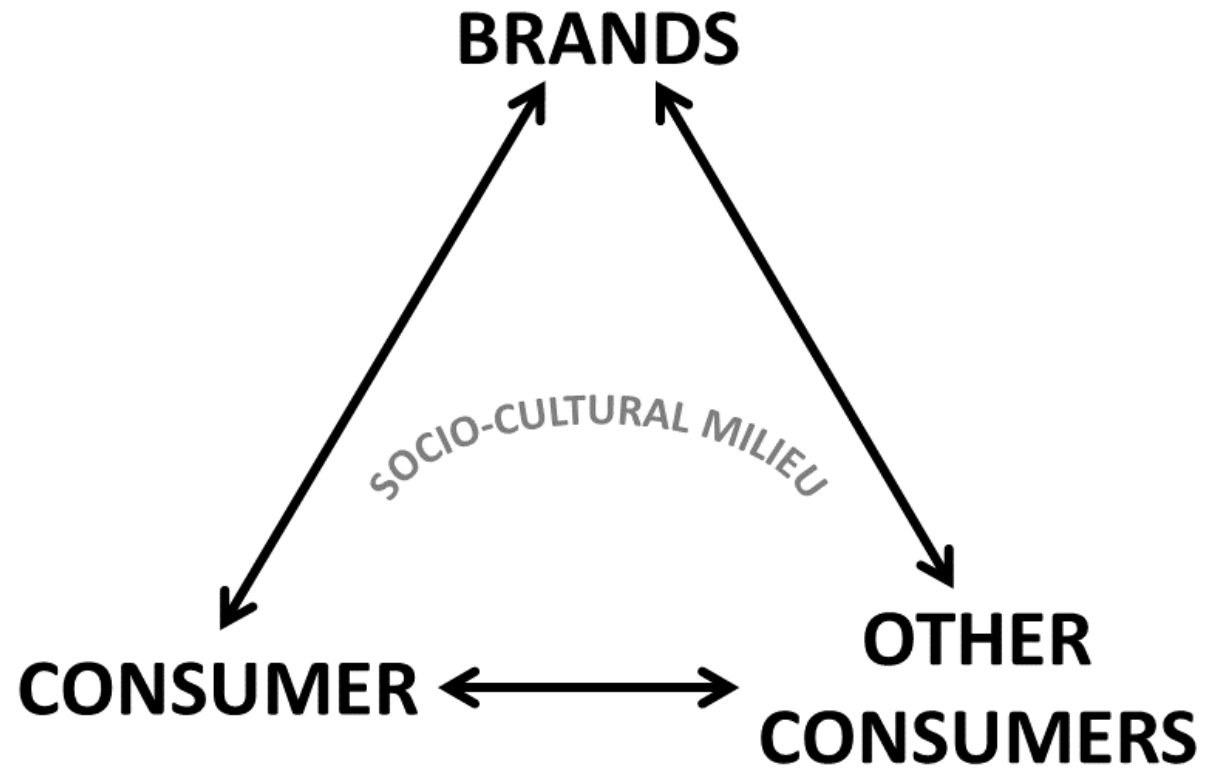 BRANDS
SOCIO-CULTURAL MILIEU
CONSUMER
OTHER
CONSUMERS